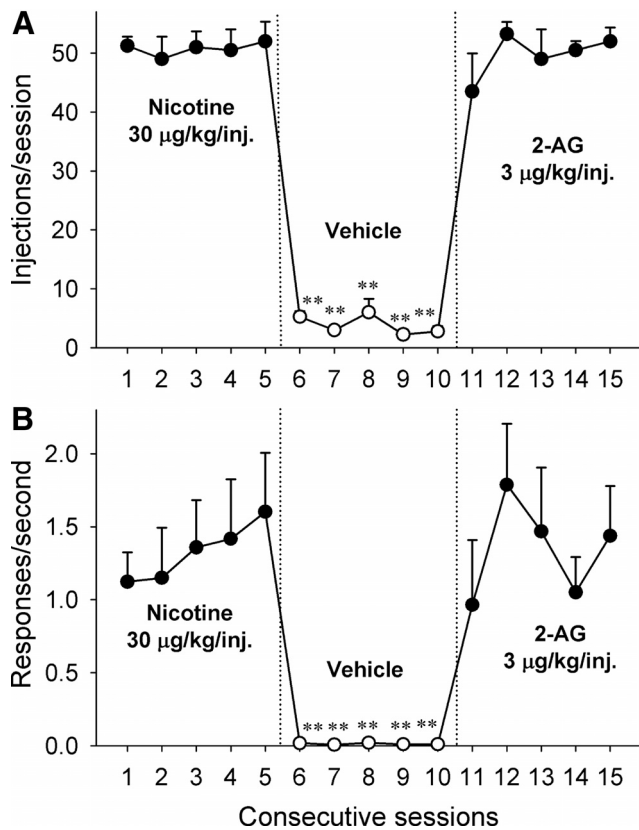 A
Injections/session
50
40
30
20
10
0
Nicotine
30 μg/kg/inj.
Vehicle
2-AG
3 μg/kg/inj.
** ** ** ** **
1 2 3 4 5 6 7 8 9 10 11 12 13 14 15
B
Responses/second
2.0
1.5
1.0
0.5
0.0
Nicotine
30 μg/kg/inj.
Vehicle
2-AG
3 μg/kg/inj.
** ** ** ** **
1 2 3 4 5 6 7 8 9 10 11 12 13 14 15
Consecutive sessions